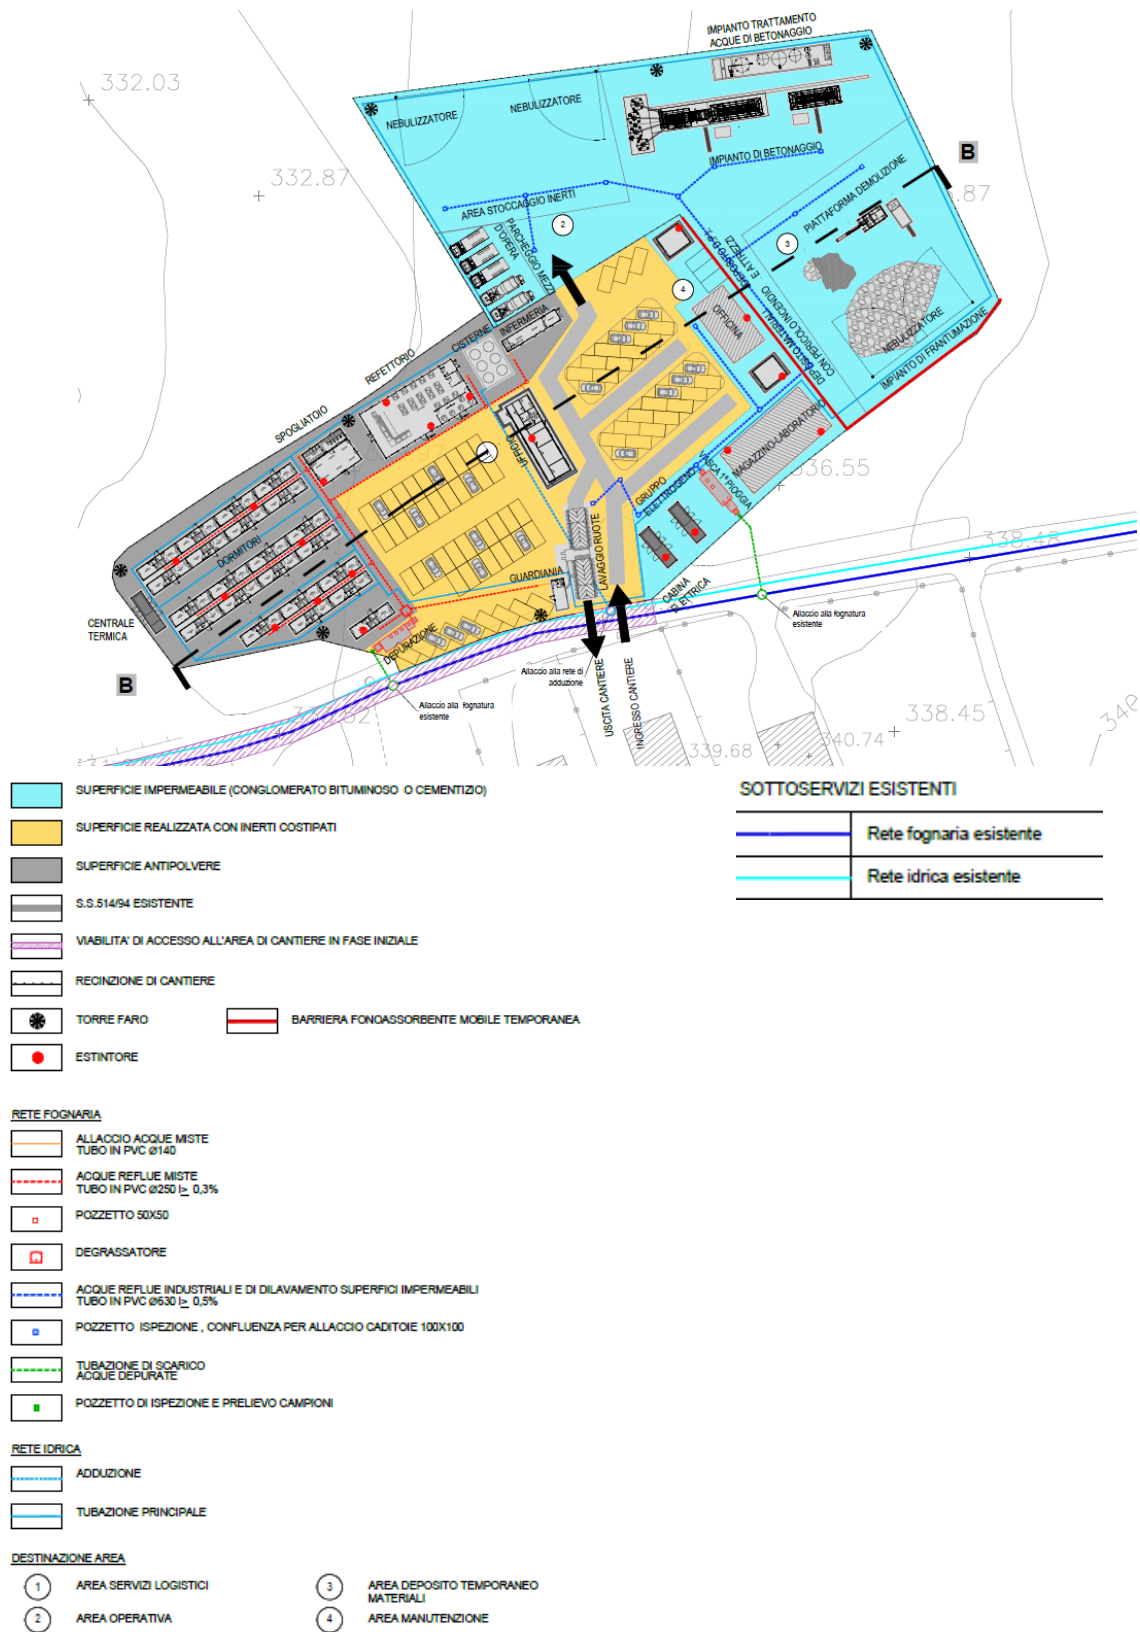 IMPIANTO TRATTAMENTO
ACQUE DI BETONAGGIO
332.03
NEBULIZZATORE
NEBULIZZATORE
IMPIANTO DI BETONAGGIO
B
332.87
.87
AREA STOCCAGGIO INERTI
PIATTAFORMA DEMOLIZIONE
PARCHEGGIO MEZZI
D'OPERA
2
3
4
E ATTREZZI
OFFICINA
DEPOSITO MATERIALI
CON PERICOLO INCENDIO
NEBULIZZATORE
IMPIANTO DI FRANTUMAZIONE
INFERMERIA
CISTERNE
REFETTORIO
SPOGLIATOIO
UFFICI
MAGAZZINO-LABORATORIO
336.55
VASCA 1ª PIOGGIA
GRUPPO
ELETTROGENO
DORMITORI
LAVAGGIO RUOTE
GUARDIANIA
338.48
CABINA
ELETTRICA
CENTRALE
TERMICA
DEPURAZIONE
Allaccio alla fognatura
esistente
B
Allaccio alla rete di
adduzione
Allaccio alla fognatura
esistente
USCITA CANTIERE
INGRESSO CANTIERE
338.45
339.68
340.74
SUPERFICIE IMPERMEABILE (CONGLOMERATO BITUMINOSO O CEMENTIZIO)
SUPERFICIE REALIZZATA CON INERTI COSTIPATI
SUPERFICIE ANTIPOLVERE
S.S.514/94 ESISTENTE
VIABILITA' DI ACCESSO ALL'AREA DI CANTIERE IN FASE INIZIALE
RECINZIONE DI CANTIERE
TORRE FARO
BARRIERA FONOASSORBENTE MOBILE TEMPORANEA
ESTINTORE
SOTTOSERVIZI ESISTENTI
Rete fognaria esistente
Rete idrica esistente
RETE FOGNARIA
ALLACCIO ACQUE MISTE
TUBO IN PVC Ø140
ACQUE REFLUE MISTE
TUBO IN PVC Ø250 i≥ 0,3%
POZZETTO 50X50
DEGRASSATORE
ACQUE REFLUE INDUSTRIALI E DI DILAVAMENTO SUPERFICI IMPERMEABILI
TUBO IN PVC Ø630 i≥ 0,5%
POZZETTO ISPEZIONE , CONFLUENZA PER ALLACCIO CADITOIE 100X100
TUBAZIONE DI SCARICO
ACQUE DEPURATE
POZZETTO DI ISPEZIONE E PRELIEVO CAMPIONI
RETE IDRICA
ADDUZIONE
TUBAZIONE PRINCIPALE
DESTINAZIONE AREA
1 AREA SERVIZI LOGISTICI
2 AREA OPERATIVA
3 AREA DEPOSITO TEMPORANEO
MATERIALI
4 AREA MANUTENZIONE